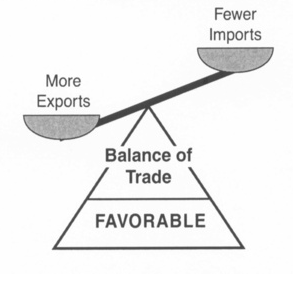 Fewer
Imports
More
Exports
Balance of
Trade
FAVORABLE